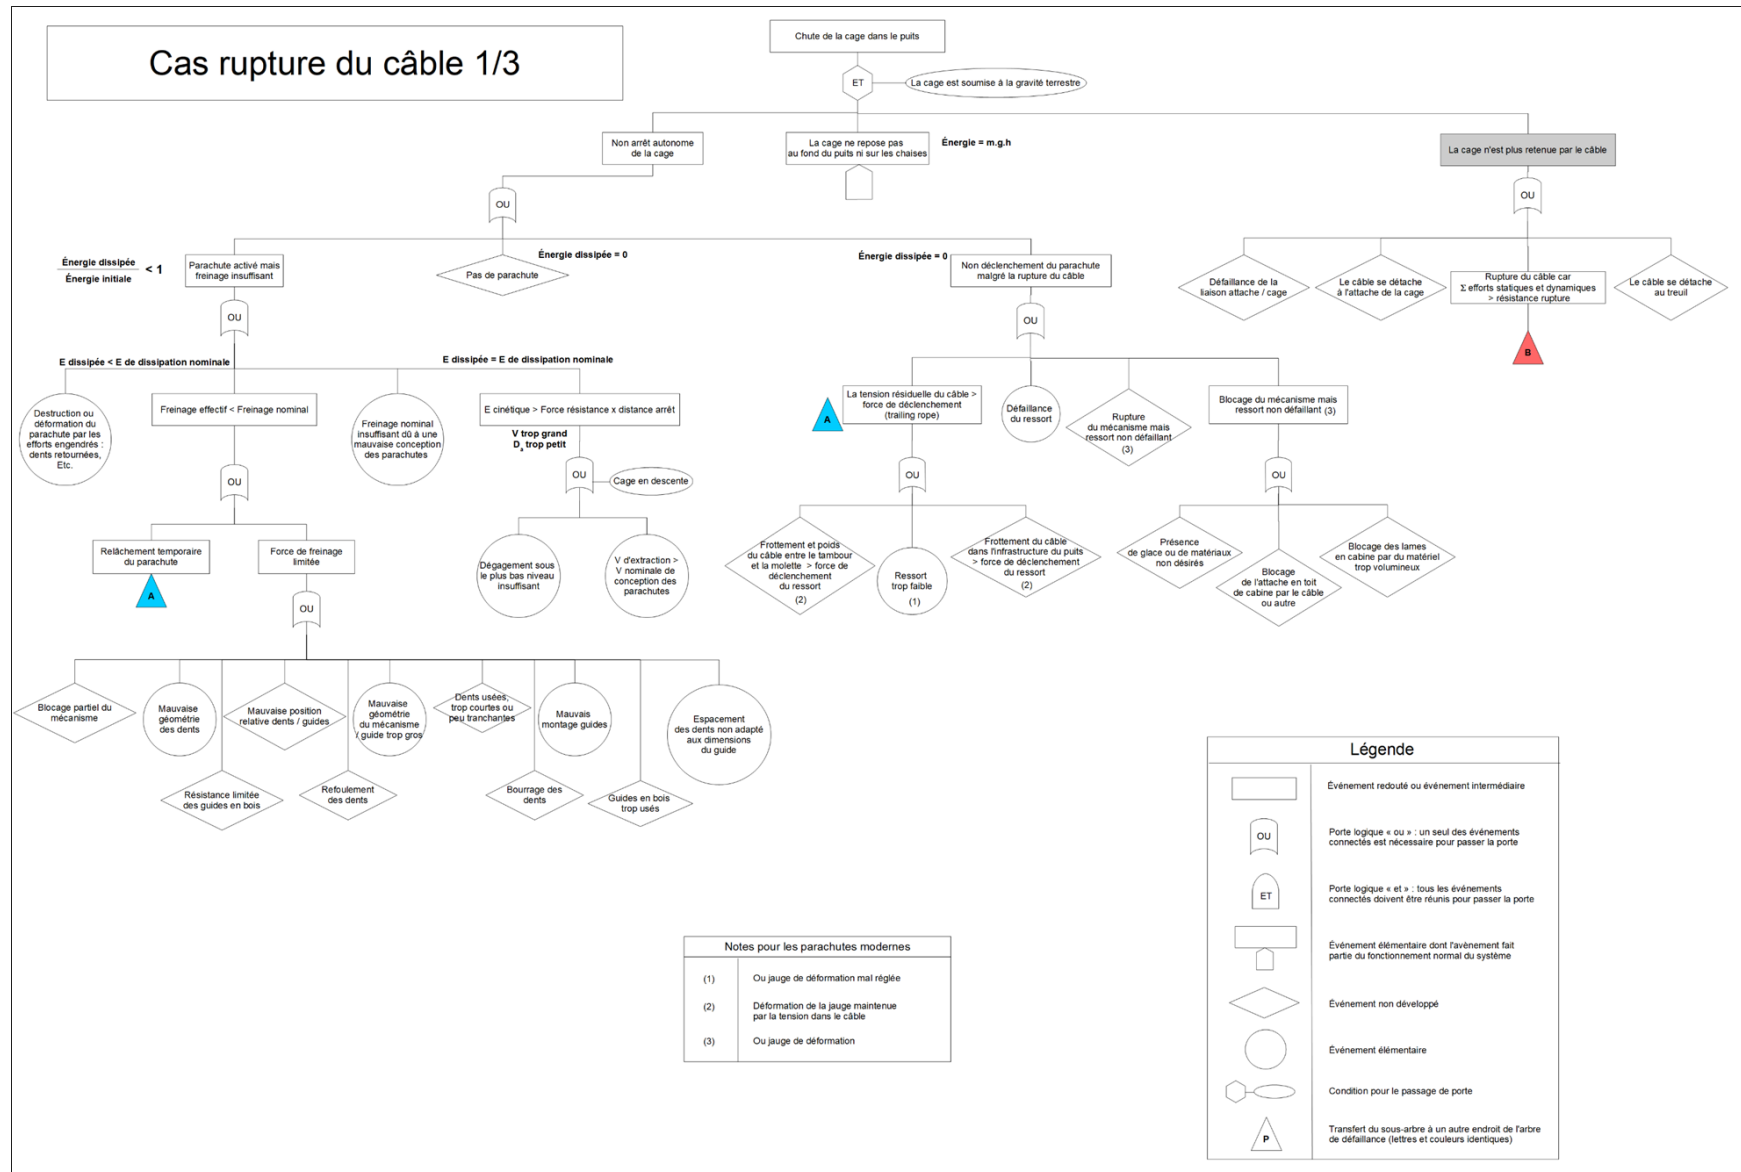 Cas rupture du câble 1/3
Chute de la cage dans le puits
ET
La cage est soumise à la gravité terrestre
Non arrêt autonome
de la cage
La cage ne repose pas
au fond du puits ni sur les chaises
Énergie = m.g.h
La cage n'est plus retenue par le câble
OU
OU
Énergie dissipée
Énergie initiale
< 1
Parachute activé mais
freinage insuffisant
Énergie dissipée = 0
Pas de parachute
Énergie dissipée = 0
Non déclenchement du parachute
malgré la rupture du câble
Défaillance de la
liaison attache / cage
Le câble se détache
à l'attache de la cage
Rupture du câble car
Σ efforts statiques et dynamiques
> résistance rupture
Le câble se détache
au treuil
OU
OU
B
E dissipée < E de dissipation nominale
E dissipée = E de dissipation nominale
Destruction ou
déformation du
parachute par les
efforts engendrés :
dents retournées,
Etc.
Freinage effectif < Freinage nominal
Freinage nominal
insuffisant dû à une
mauvaise conception
des parachutes
E cinétique > Force résistance x distance arrêt
V trop grand
Da trop petit
A
La tension résiduelle du câble >
force de déclenchement
(trailing rope)
Défaillance
du ressort
Rupture
du mécanisme mais
ressort non défaillant
(3)
Blocage du mécanisme mais
ressort non défaillant (3)
OU
OU
Cage en descente
OU
OU
Relâchement temporaire
du parachute
A
Force de freinage
limitée
Dégagement sous
le plus bas niveau
insuffisant
V d'extraction >
V nominale de
conception des
parachutes
Frottement et poids
du câble entre le tambour
et la molette > force de
déclenchement
du ressort
(2)
Ressort
trop faible
(1)
Frottement du câble
dans l'infrastructure du puits
> force de déclenchement
du ressort
(2)
Présence
de glace ou de matériaux
non désirés
Blocage
de l'attache en toit
de cabine par le câble
ou autre
Blocage des lames
en cabine par du matériel
trop volumineux
OU
Blocage partiel du
mécanisme
Mauvaise
géométrie
des dents
Mauvaise position
relative dents / guides
Mauvaise
géométrie
du mécanisme
/ guide trop gros
Dents usées,
trop courtes ou
peu tranchantes
Mauvais
montage guides
Espacement
des dents non adapté
aux dimensions
du guide
Résistance limitée
des guides en bois
Refoulement
des dents
Bourrage des
dents
Guides en bois
trop usés
Notes pour les parachutes modernes
(1) Ou jauge de déformation mal réglée
(2) Déformation de la jauge maintenue
par la tension dans le câble
(3) Ou jauge de déformation
Légende
Événement redouté ou événement intermédiaire
OU
Porte logique « ou » : un seul des événements
connectés est nécessaire pour passer la porte
ET
Porte logique « et » : tous les événements
connectés doivent être réunis pour passer la porte
Événement élémentaire dont l'avènement fait
partie du fonctionnement normal du système
Événement non développé
Événement élémentaire
Condition pour le passage de porte
P
Transfert du sous-arbre à un autre endroit de l'arbre
de défaillance (lettres et couleurs identiques)